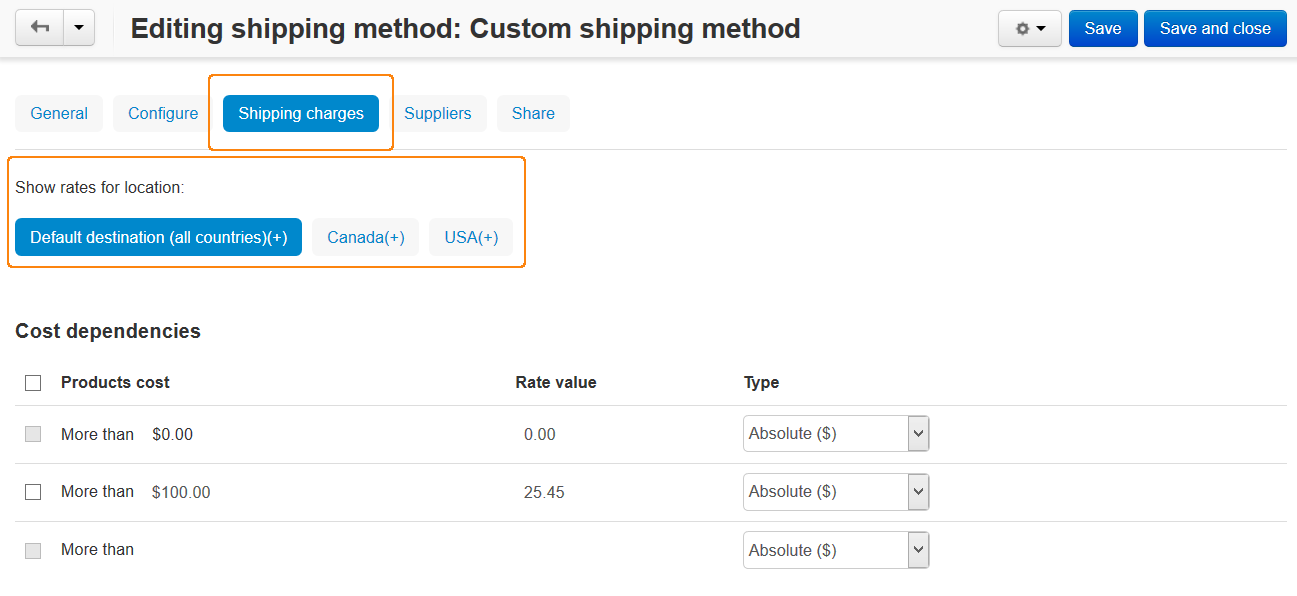 Editing shipping method: Custom shipping method Save Save and close
General Configure Shipping charges Suppliers Share
Show rates for location:
Default destination (all countries)(+) Canada(+) USA(+)
Cost dependencies
Products cost Rate value Type
More than $0.00 0.00 Absolute ($)
More than $100.00 25.45 Absolute ($)
More than Absolute ($)